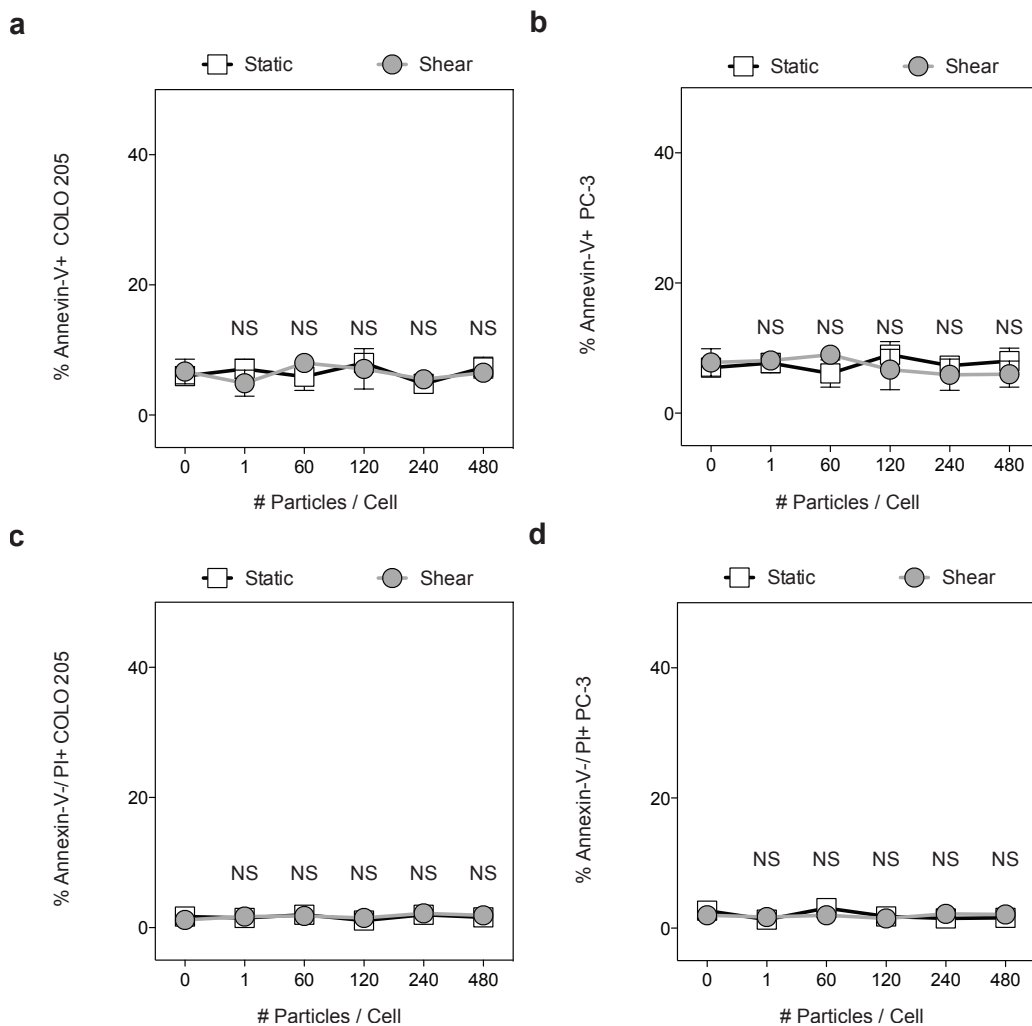 a
Static Shear
% Annevin-V+ COLO 205
40
20
0
NS NS NS NS NS
0 1 60 120 240 480
# Particles / Cell
b
Static Shear
% Annevin-V+ PC-3
40
20
0
NS NS NS NS NS
0 1 60 120 240 480
# Particles / Cell
c
Static Shear
% Annexin-V-/ PI+ COLO 205
40
20
0
NS NS NS NS NS
0 1 60 120 240 480
# Particles / Cell
d
Static Shear
% Annexin-V-/ PI+ PC-3
40
20
0
NS NS NS NS NS
0 1 60 120 240 480
# Particles / Cell